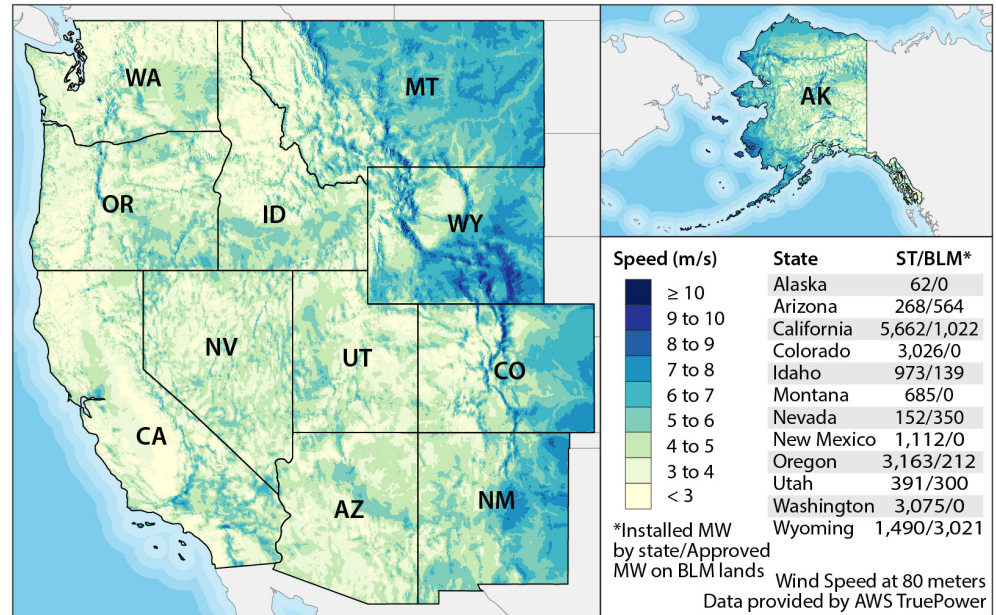 WA
MT
AK
OR
ID
WY
NV
UT
CO
CA
AZ
NM
Speed (m/s)
≥ 10
9 to 10
8 to 9
7 to 8
6 to 7
5 to 6
4 to 5
3 to 4
< 3
*Installed MW
by state/Approved
MW on BLM lands
State ST/BLM*
Alaska 62/0
Arizona 268/564
California 5,662/1,022
Colorado 3,026/0
Idaho 973/139
Montana 685/0
Nevada 152/350
New Mexico 1,112/0
Oregon 3,163/212
Utah 391/300
Washington 3,075/0
Wyoming 1,490/3,021
Wind Speed at 80 meters
Data provided by AWS TruePower